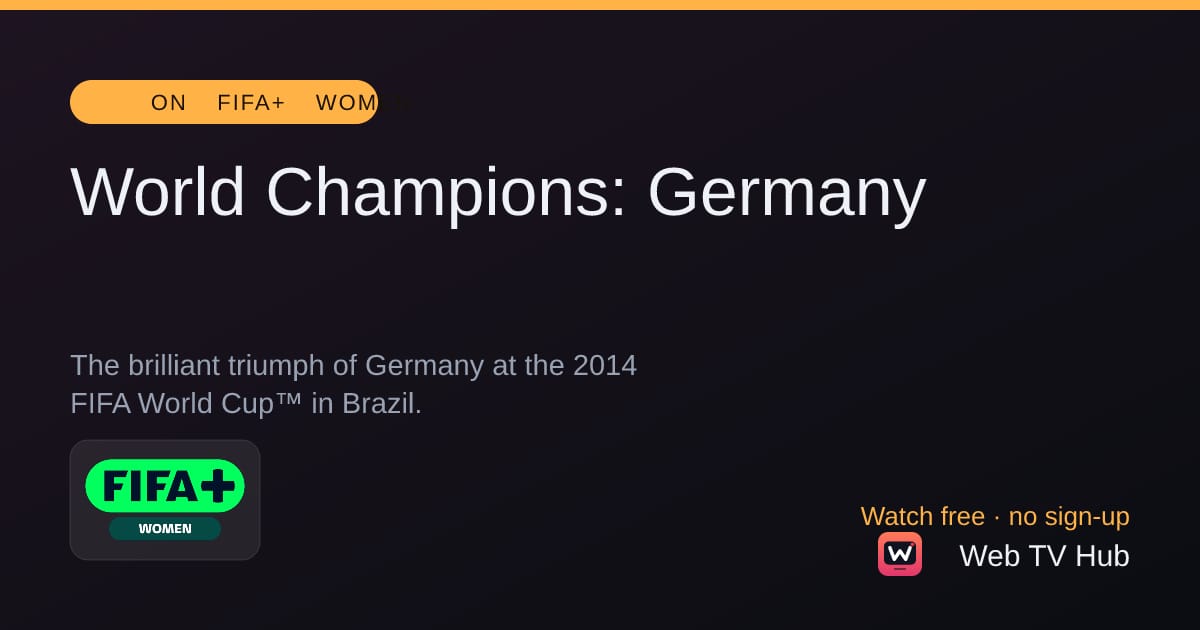 ON FIFA+ WOM
World Champions: Germany
The brilliant triumph of Germany at the 2014
FIFA World Cup™ in Brazil.
FIFA+
WOMEN
Watch free · no sign-up
W
Web TV Hub